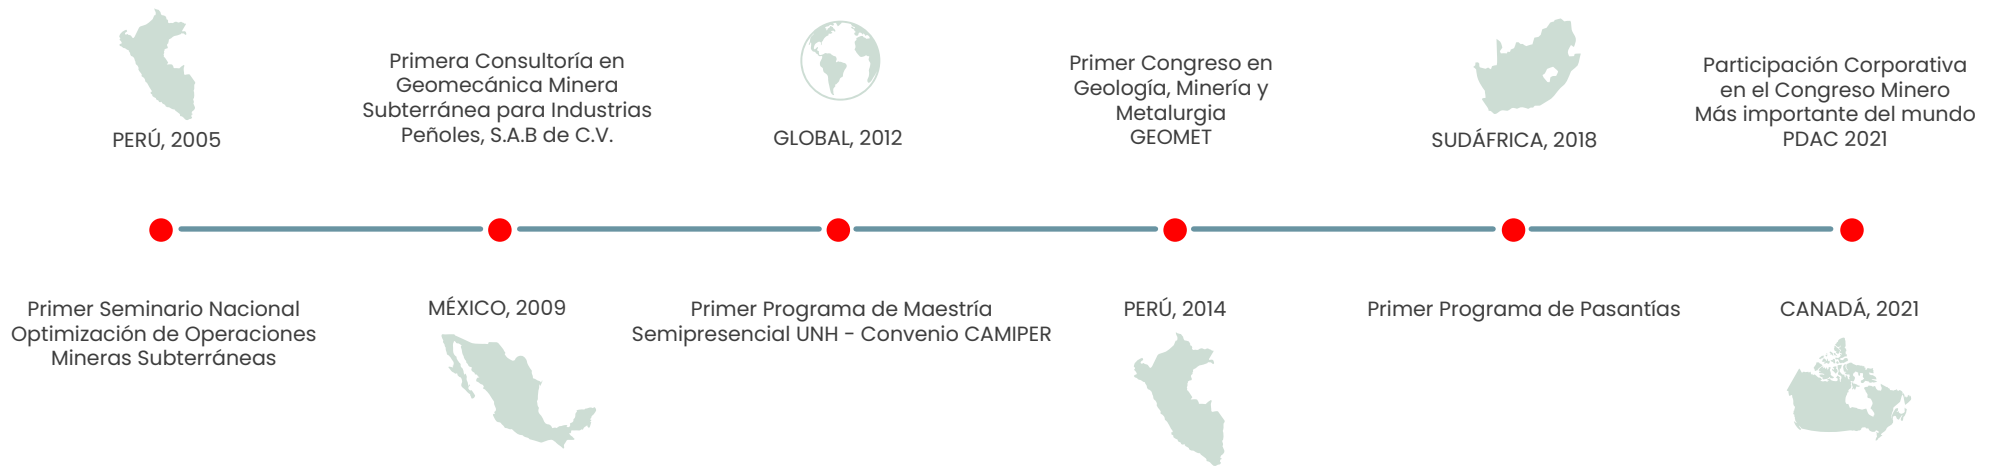 PERÚ, 2005
Primer Seminario Nacional
Optimización de Operaciones
Mineras Subterráneas
Primera Consultoría en
Geomecánica Minera
Subterránea para Industrias
Peñoles, S.A.B de C.V.
MÉXICO, 2009
GLOBAL, 2012
Primer Programa de Maestría
Semipresencial UNH - Convenio CAMIPER
Primer Congreso en
Geología, Minería y
Metalurgia
GEOMET
PERÚ, 2014
SUDÁFRICA, 2018
Primer Programa de Pasantías
Participación Corporativa
en el Congreso Minero
Más importante del mundo
PDAC 2021
CANADÁ, 2021